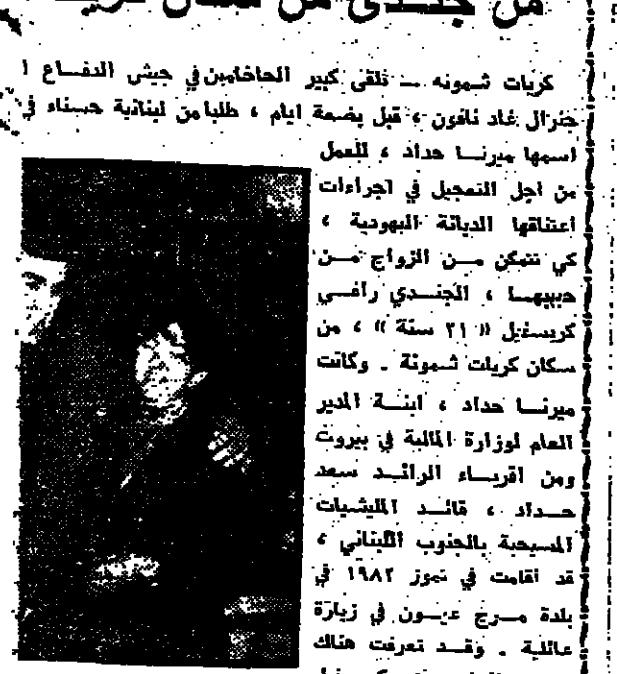 من جندي من سكان
كريات شمونه ــ تلقى كبير الحاخامين في جيش الدفاع
جنرال غاد نافون ، قبل بضعة ايام ، طلبا من لبنانية حسناء في
اسمها ميرنا حداد ، للعمل
من اجل التعجيل في اجراءات
اعتناقها الديانة اليهودية ،
كي تتمكن من الزواج من
حبيبها ، الجندي رافي
كريسفيل « ٢١ سنة » ، من
سكان كريات شمونة . وكانت
ميرنا حداد ، ابنة المدير
العام لوزارة المالية في بيروت
ومن اقرباء الرائد سعد
حداد ، قائد المليشيات
المسيحية بالجنوب اللبناني ،
قد اقامت في تموز ١٩٨٢ في
بلدة مرج عيون في زيارة
عائلية . وقد تعرفت هناك